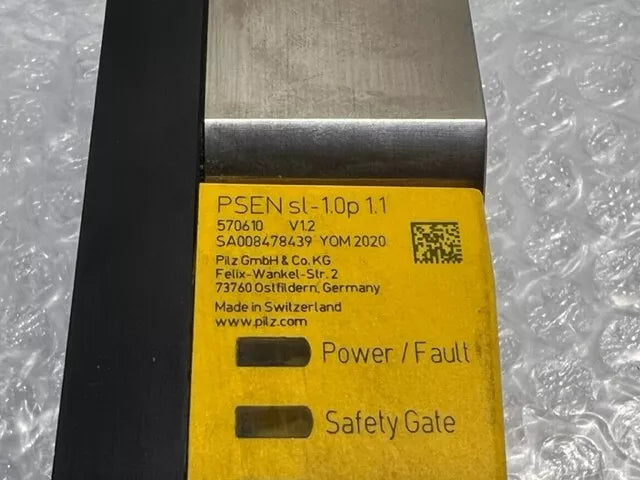 PSEN sl-1.0p 1.1
570610 V1.2
SA008478439 YOM 2020
Pilz GmbH & Co. KG
Felix-Wankel-Str. 2
73760 Ostfildern, Germany
Made in Switzerland
www.pilz.com
Power / Fault
Safety Gate